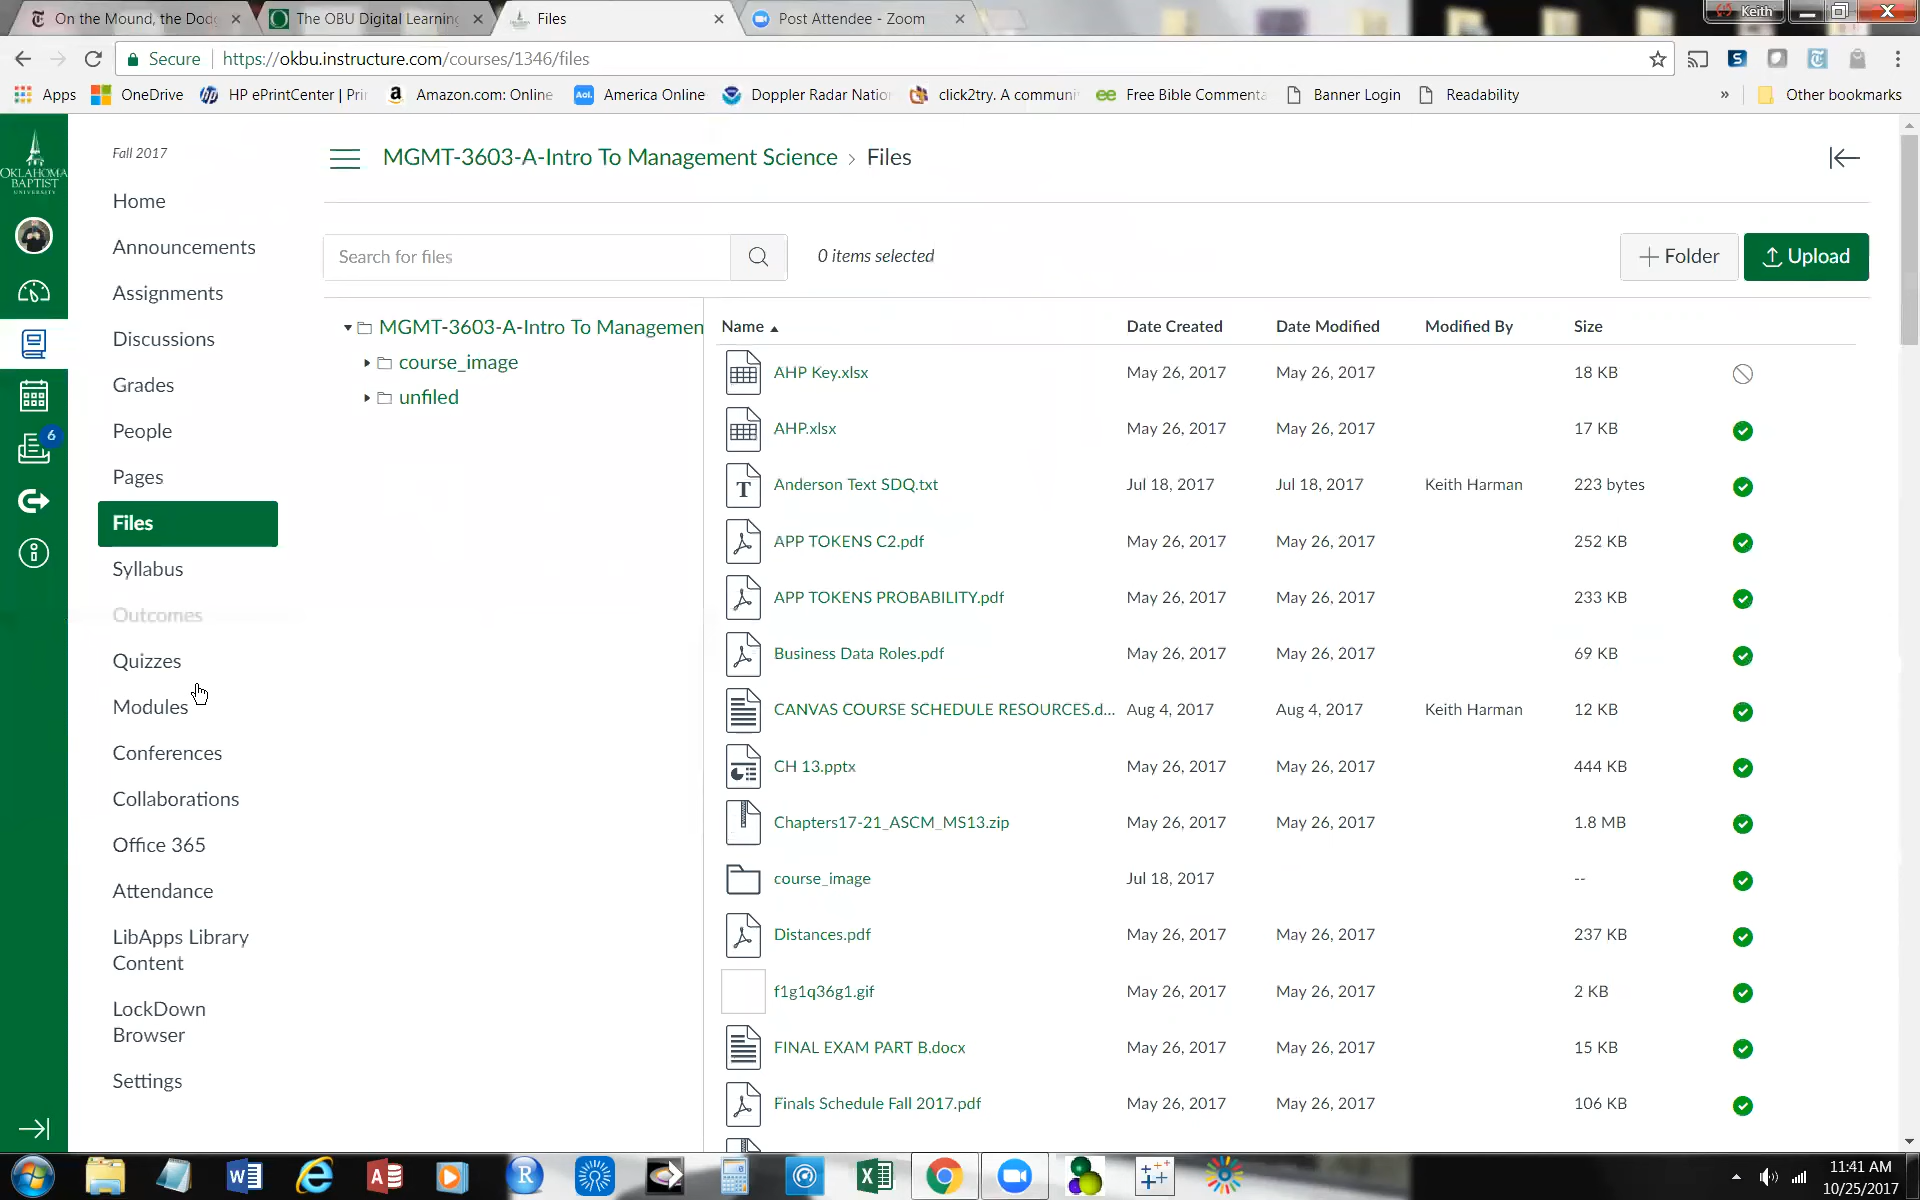 On the Mound, the Dod
The OBU Digital Learning
Files
Post Attendee - Zoom
Keith
Secure
https://okbu.instructure.com/courses/1346/files
Apps
OneDrive
HP ePrintCenter | Pri
Amazon.com: Online
America Online
Doppler Radar Natio
click2try. A communi
Free Bible Commenta
Banner Login
Readability
»
Other bookmarks
OKLAHOMA
BAPTIST
UNIVERSITY
6
Fall 2017
Home
Announcements
Assignments
Discussions
Grades
People
Pages
Files
Syllabus
Outcomes
Quizzes
Modules
Conferences
Collaborations
Office 365
Attendance
LibApps Library
Content
LockDown
Browser
Settings
MGMT-3603-A-Intro To Management Science › Files
Search for files
0 items selected
+ Folder
Upload
MGMT-3603-A-Intro To Managemen
course_image
unfiled
Name Date Created Date Modified Modified By Size
AHP Key.xlsx May 26, 2017 May 26, 2017 18 KB
AHP.xlsx May 26, 2017 May 26, 2017 17 KB
Anderson Text SDQ.txt Jul 18, 2017 Jul 18, 2017 Keith Harman 223 bytes
APP TOKENS C2.pdf May 26, 2017 May 26, 2017 252 KB
APP TOKENS PROBABILITY.pdf May 26, 2017 May 26, 2017 233 KB
Business Data Roles.pdf May 26, 2017 May 26, 2017 69 KB
CANVAS COURSE SCHEDULE RESOURCES.d... Aug 4, 2017 Aug 4, 2017 Keith Harman 12 KB
CH 13.pptx May 26, 2017 May 26, 2017 444 KB
Chapters17-21_ASCM_MS13.zip May 26, 2017 May 26, 2017 1.8 MB
course_image Jul 18, 2017 --
Distances.pdf May 26, 2017 May 26, 2017 237 KB
f1g1q36g1.gif May 26, 2017 May 26, 2017 2 KB
FINAL EXAM PART B.docx May 26, 2017 May 26, 2017 15 KB
Finals Schedule Fall 2017.pdf May 26, 2017 May 26, 2017 106 KB
11:41 AM
10/25/2017